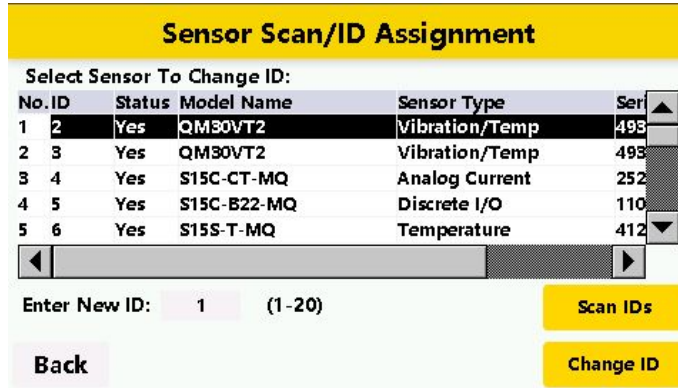 Sensor Scan/ID Assignment
Select Sensor To Change ID:
No. ID Status Model Name Sensor Type Seri
1 2 Yes QM30VT2 Vibration/Temp 493
2 3 Yes QM30VT2 Vibration/Temp 493
3 4 Yes S15C-CT-MQ Analog Current 252
4 5 Yes S15C-B22-MQ Discrete I/O 110
5 6 Yes S15S-T-MQ Temperature 412
Enter New ID: 1 (1-20)
Scan IDs
Back
Change ID